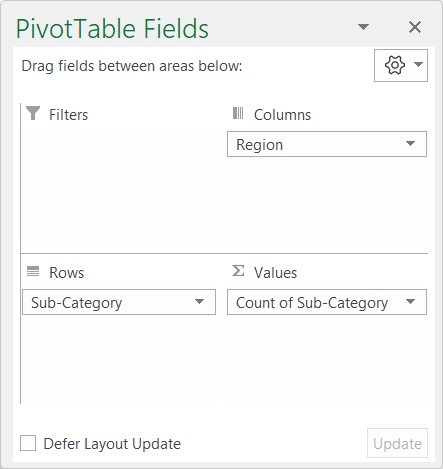 PivotTable Fields
Drag fields between areas below:
Filters
Columns
Region
Rows
Values
Sub-Category
Count of Sub-Category
Defer Layout Update
Update